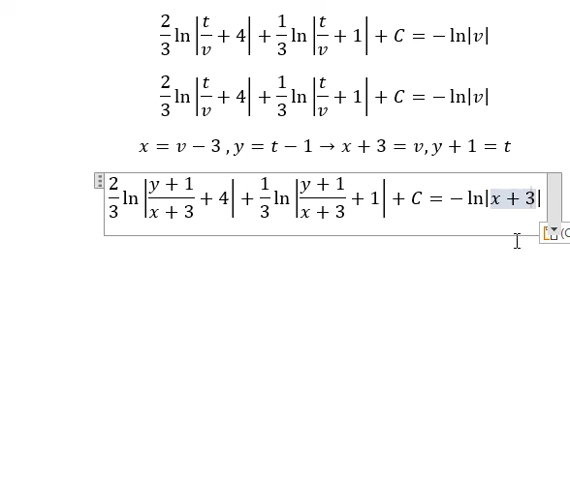 2/3 ln|t/v + 4| + 1/3 ln|t/v + 1| + C = − ln|v|
2/3 ln|t/v + 4| + 1/3 ln|t/v + 1| + C = − ln|v|
x = v − 3 , y = t − 1 → x + 3 = v, y + 1 = t
2/3 ln|(y + 1)/(x + 3) + 4| + 1/3 ln|(y + 1)/(x + 3) + 1| + C = − ln|x + 3|